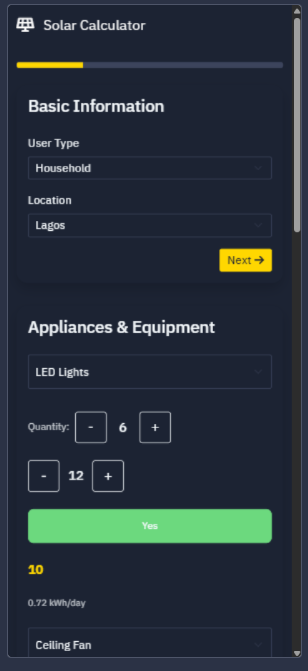 Solar Calculator
Basic Information
User Type
Household
Location
Lagos
Next →
Appliances & Equipment
LED Lights
Quantity: - 6 +
- 12 +
Yes
10
0.72 kWh/day
Ceiling Fan